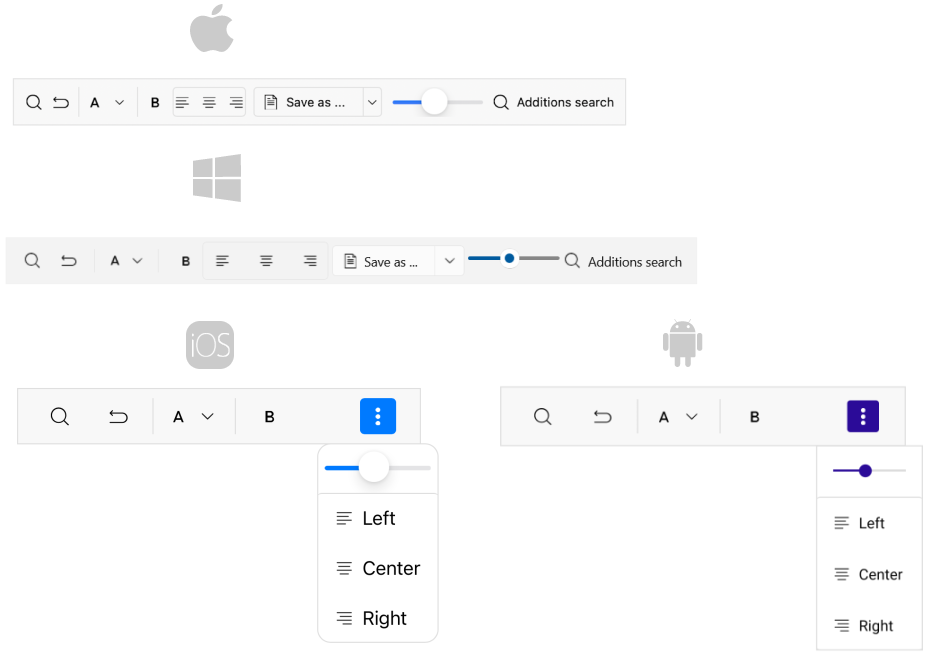 A B Save as ... Additions search
A B Save as ... Additions search
iOS
A B
Left
Center
Right
A B
Left
Center
Right